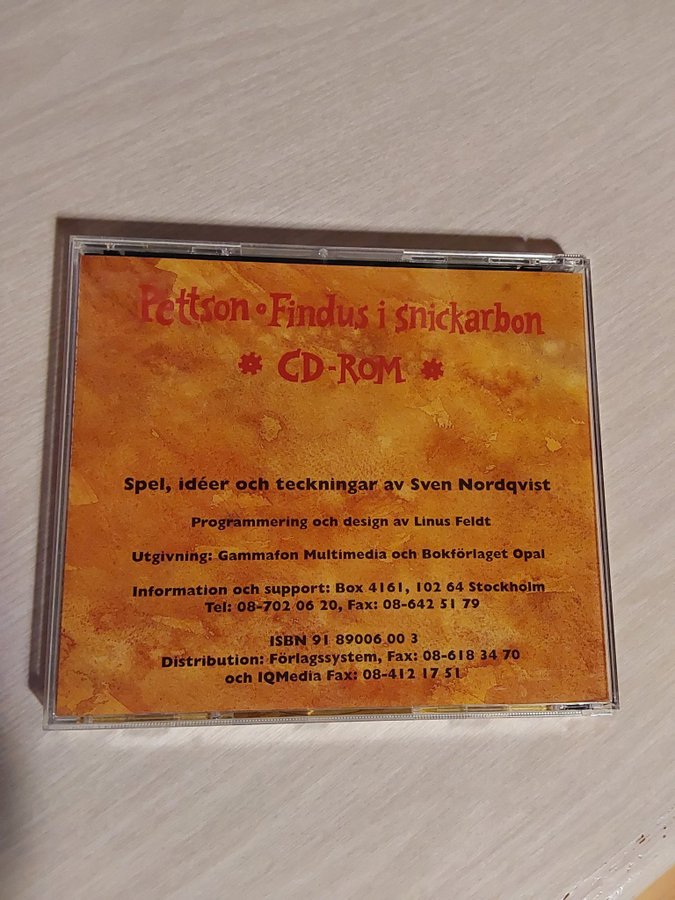 Pettson • Findus i snickarbon
* CD-ROM *
Spel, idéer och teckningar av Sven Nordqvist
Programmering och design av Linus Feldt
Utgivning: Gammafon Multimedia och Bokförlaget Opal
Information och support: Box 4161, 102 64 Stockholm
Tel: 08-702 06 20, Fax: 08-642 51 79
ISBN 91 89006 00 3
Distribution: Förlagssystem, Fax: 08-618 34 70
och IQMedia Fax: 08-412 17 51